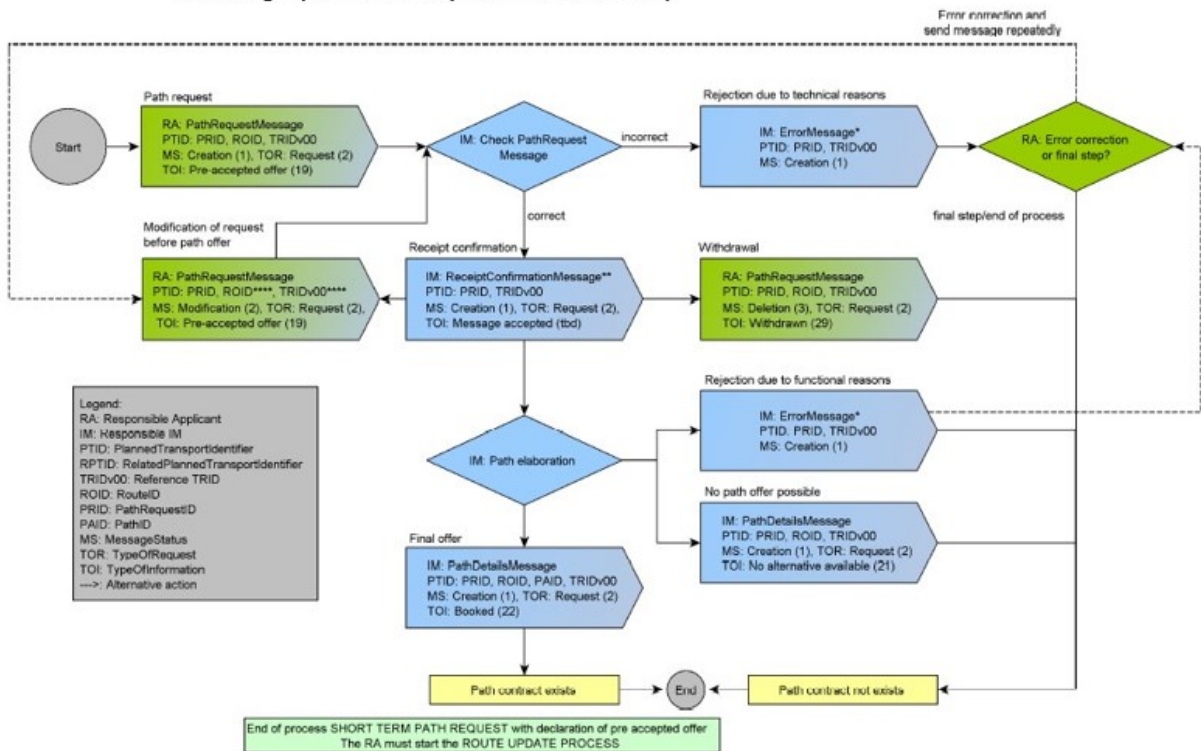 Error correction and
send message repeatedly
Path request
RA: PathRequestMessage
PTID: PRID, ROID, TRIDv00
MS: Creation (1), TOR: Request (2)
TOI: Pre-accepted offer (19)
Start
IM: Check PathRequest
Message
incorrect
Rejection due to technical reasons
IM: ErrorMessage*
PTID: PRID, TRIDv00
MS: Creation (1)
RA: Error correction
or final step?
correct
final step/end of process
Modification of request
before path offer
RA: PathRequestMessage
PTID: PRID, ROID****, TRIDv00****
MS: Modification (2), TOR: Request (2),
TOI: Pre-accepted offer (19)
Receipt confirmation
IM: ReceiptConfirmationMessage**
PTID: PRID, TRIDv00
MS: Creation (1), TOR: Request (2),
TOI: Message accepted (tbd)
Withdrawal
RA: PathRequestMessage
PTID: PRID, ROID, TRIDv00
MS: Deletion (3), TOR: Request (2)
TOI: Withdrawn (29)
Legend:
RA: Responsible Applicant
IM: Responsible IM
PTID: PlannedTransportIdentifier
RPTID: RelatedPlannedTransportIdentifier
TRIDv00: Reference TRID
ROID: RouteID
PRID: PathRequestID
PAID: PathID
MS: MessageStatus
TOR: TypeOfRequest
TOI: TypeOfInformation
--->: Alternative action
IM: Path elaboration
Rejection due to functional reasons
IM: ErrorMessage*
PTID: PRID, TRIDv00
MS: Creation (1)
No path offer possible
IM: PathDetailsMessage
PTID: PRID, ROID, TRIDv00
MS: Creation (1), TOR: Request (2)
TOI: No alternative available (21)
Final offer
IM: PathDetailsMessage
PTID: PRID, ROID, PAID, TRIDv00
MS: Creation (1), TOR: Request (2)
TOI: Booked (22)
Path contract exists
End
Path contract not exists
End of process SHORT TERM PATH REQUEST with declaration of pre accepted offer
The RA must start the ROUTE UPDATE PROCESS